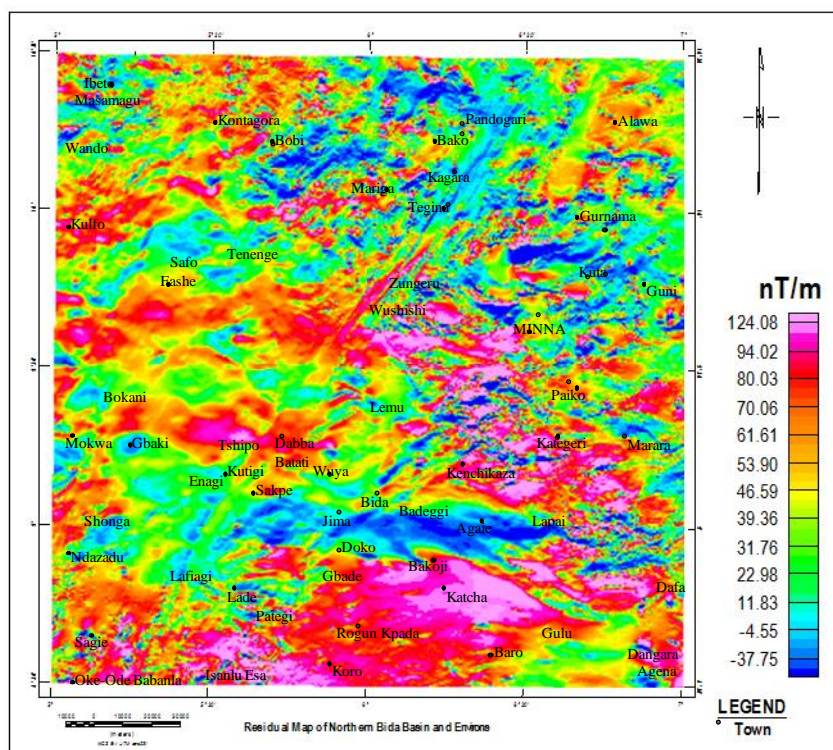 Ibeto
Masamagu
Kontagora
Pandogari
Alawa
Bobi
Bako
Wando
Kagara
Mariga
Tegina
Gurnama
Kulfo
Tenenge
Safo
Fashe
Zungeru
Kuta
Guni
nT/m
Wushishi
MINNA
124.08
94.02
80.03
70.06
61.61
53.90
46.59
39.36
31.76
22.98
11.83
-4.55
-37.75
Paiko
Bokani
Lemu
Mokwa
Gbaki
Tshipo
Dabba
Kategeri
Marara
Batati
Kutigi
Wuya
Kenchikaza
Enagi
Sakpe
Bida
Badeggi
Shonga
Jima
Agaie
Lapai
Ndazadu
Doko
Bakoji
Lafiagi
Gbade
Lade
Katcha
Dafa
Pategi
Rogun Kpada
Gulu
Sagie
Baro
Dangara
Isanlu Esa
Koro
Agena
Oke-Ode Babanla
LEGEND
Town
Residual Map of Northern Bida Basin and Environs